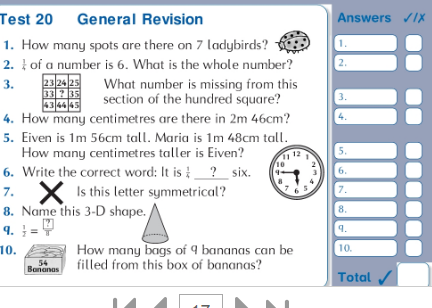 Test 20 General Revision
Answers ✓/✗
1. How many spots are there on 7 ladybirds?
2. ¼ of a number is 6. What is the whole number?
3. What number is missing from this
section of the hundred square?
23 24 25
33 ? 35
43 44 45
4. How many centimetres are there in 2m 46cm?
5. Eiven is 1m 56cm tall. Maria is 1m 48cm tall.
How many centimetres taller is Eiven?
6. Write the correct word: It is ¼ __?__ six.
12 1 2 3 4 5 6 7 8 9 10 11
7. X Is this letter symmetrical?
8. Name this 3-D shape.
9. ½ = ?/8
10. How many bags of 9 bananas can be
filled from this box of bananas?
54
Bananas
1.
2.
3.
4.
5.
6.
7.
8.
9.
10.
Total ✓